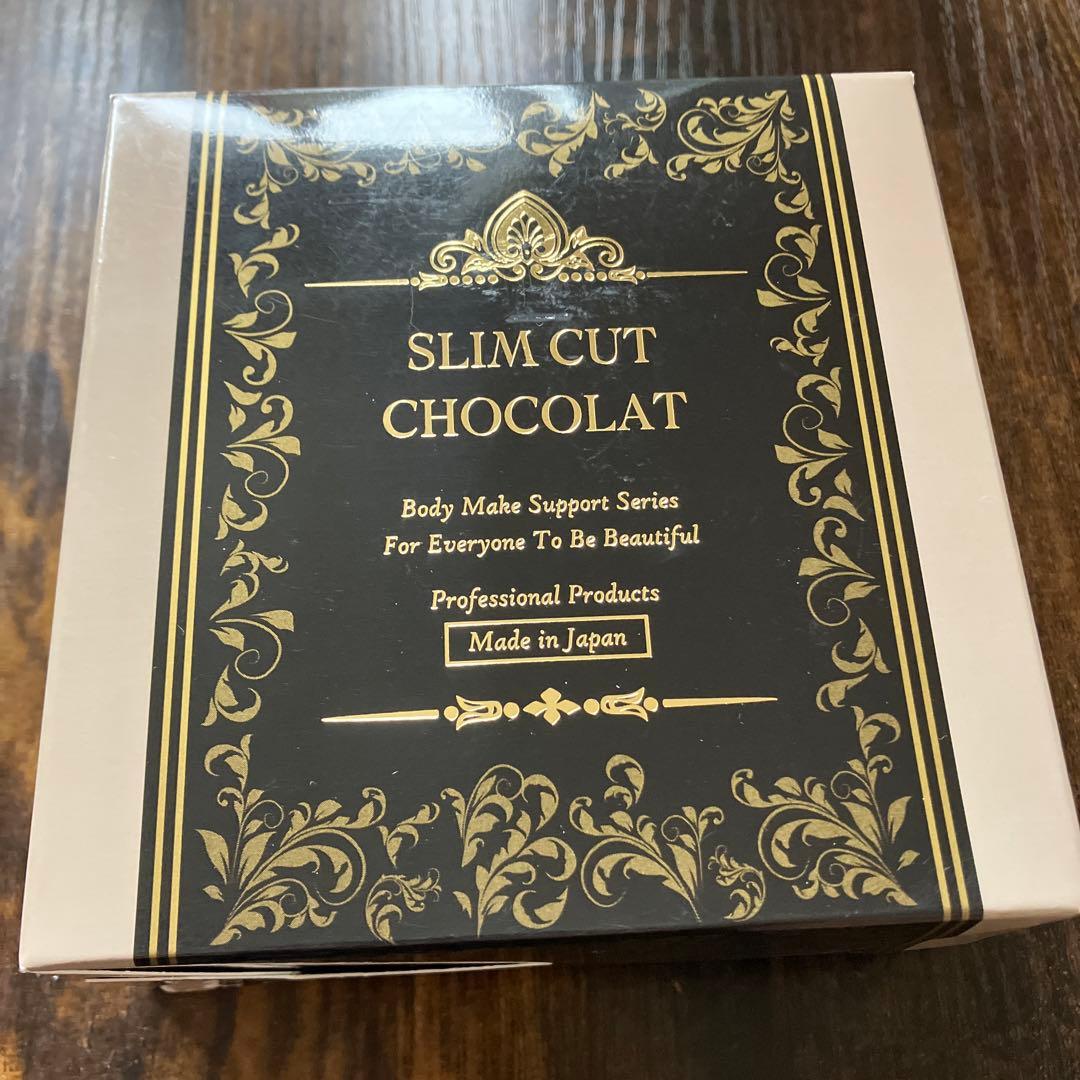 SLIM CUT
CHOCOLAT
Body Make Support Series
For Everyone To Be Beautiful
Professional Products
Made in Japan